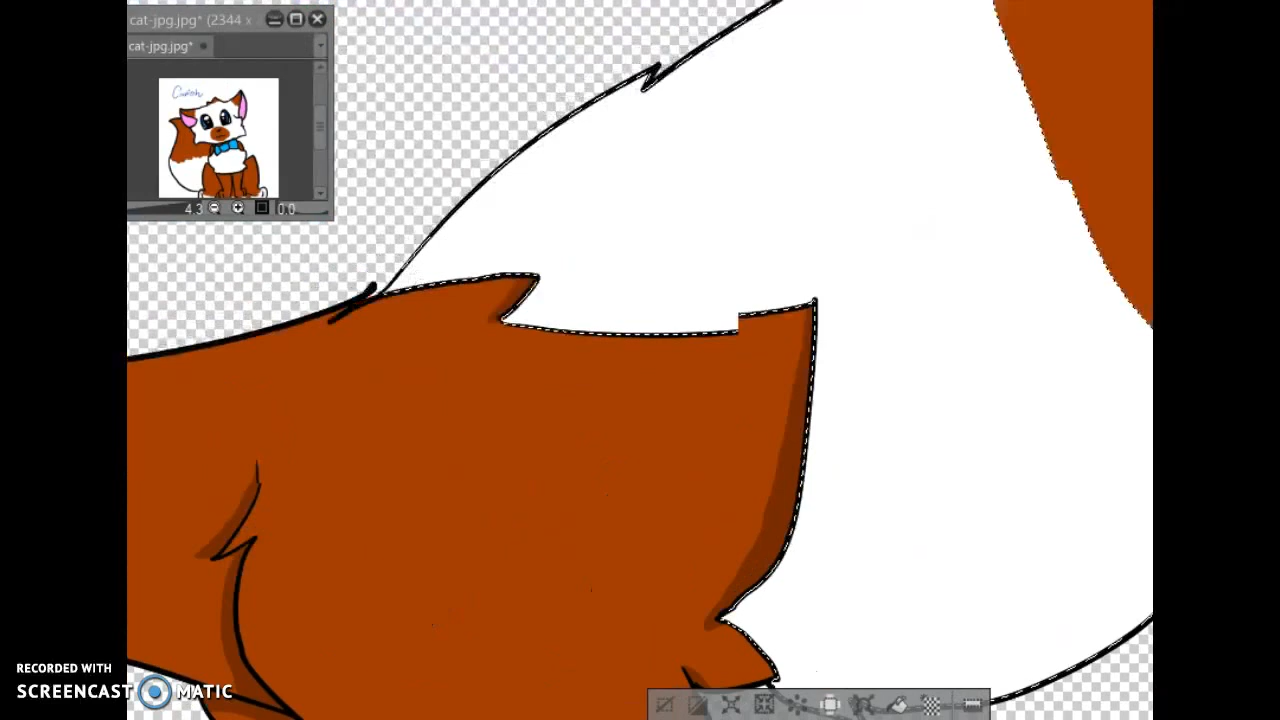 cat-jpg.jpg* (2344 x
cat-jpg.jpg*
4.3 0.0
RECORDED WITH
SCREENCAST MATIC